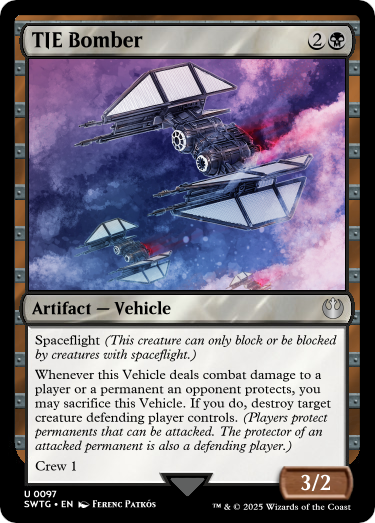 TIE Bomber 2
Artifact — Vehicle
Spaceflight (This creature can only block or be blocked
by creatures with spaceflight.)
Whenever this Vehicle deals combat damage to a
player or a permanent an opponent protects, you
may sacrifice this Vehicle. If you do, destroy target
creature defending player controls. (Players protect
permanents that can be attacked. The protector of an
attacked permanent is also a defending player.)
Crew 1
3/2
U 0097
SWTG • EN Ferenc Patkós
™ & © 2025 Wizards of the Coast